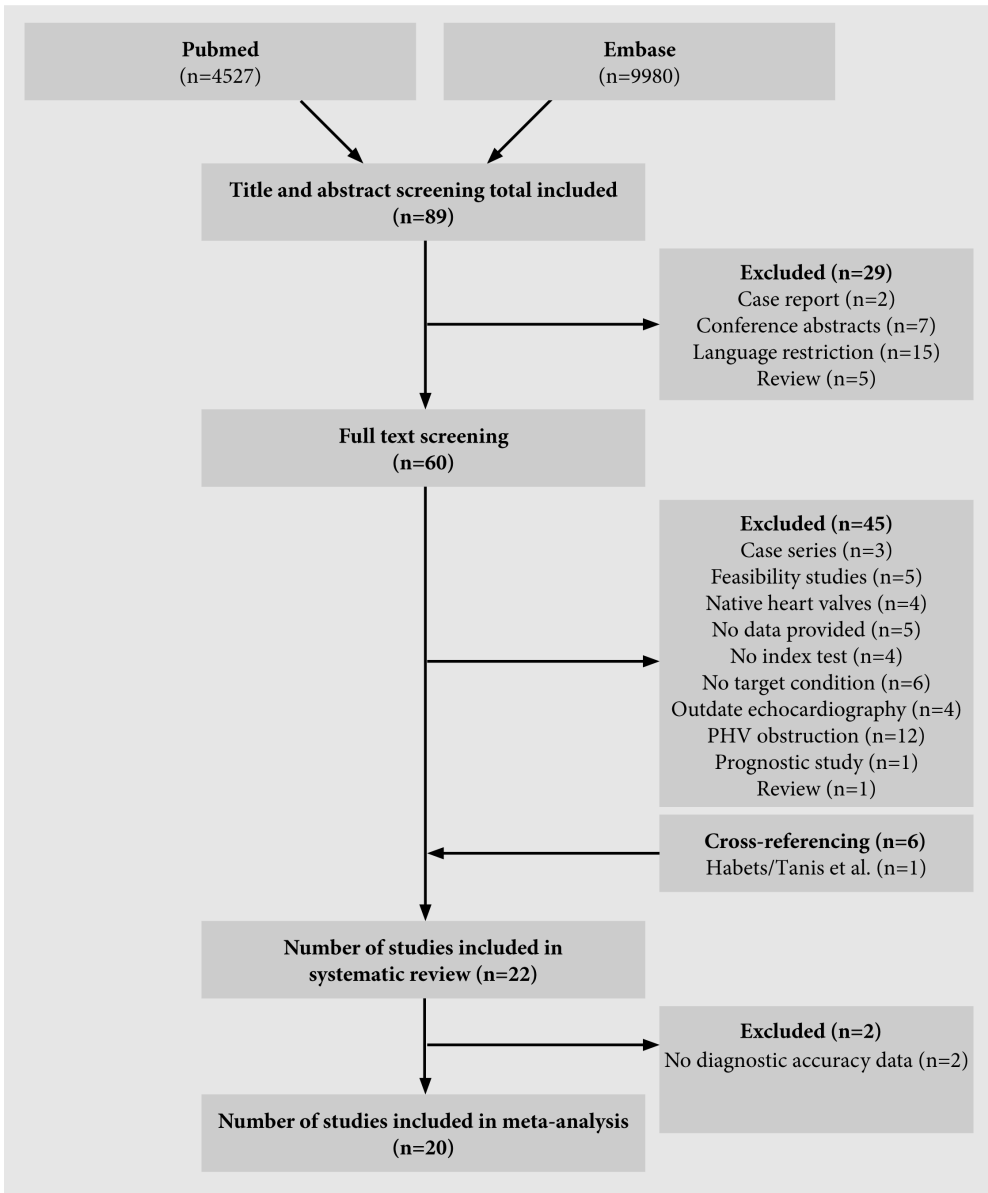 Pubmed
(n=4527)
Embase
(n=9980)
Title and abstract screening total included
(n=89)
Excluded (n=29)
Case report (n=2)
Conference abstracts (n=7)
Language restriction (n=15)
Review (n=5)
Full text screening
(n=60)
Excluded (n=45)
Case series (n=3)
Feasibility studies (n=5)
Native heart valves (n=4)
No data provided (n=5)
No index test (n=4)
No target condition (n=6)
Outdate echocardiography (n=4)
PHV obstruction (n=12)
Prognostic study (n=1)
Review (n=1)
Cross-referencing (n=6)
Habets/Tanis et al. (n=1)
Number of studies included in
systematic review (n=22)
Excluded (n=2)
No diagnostic accuracy data (n=2)
Number of studies included in meta-analysis
(n=20)